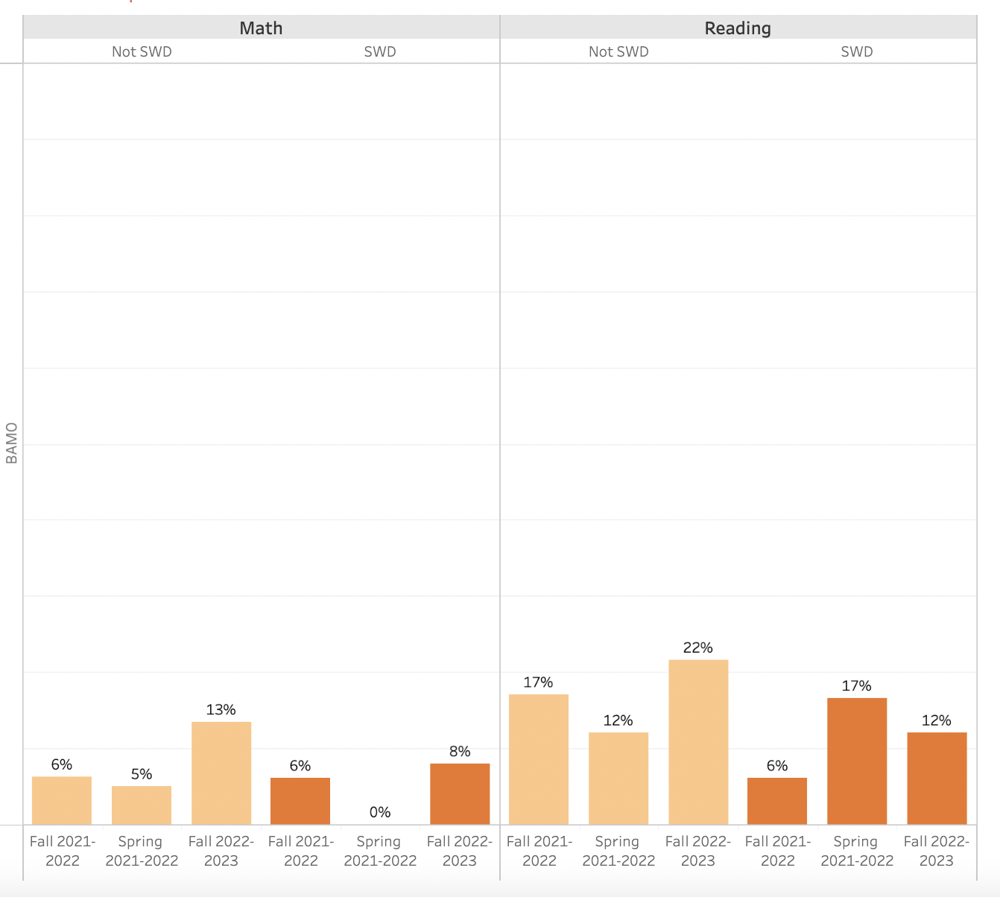 Math Reading
Not SWD SWD Not SWD SWD
BAMO
22%
17% 17%
13% 12% 12%
6% 5% 6% 0% 8% 6%
Fall 2021- Spring Fall 2022- Fall 2021- Spring Fall 2022- Fall 2021- Spring Fall 2022- Fall 2021- Spring Fall 2022-
2022 2021-2022 2023 2022 2021-2022 2023 2022 2021-2022 2023 2022 2021-2022 2023